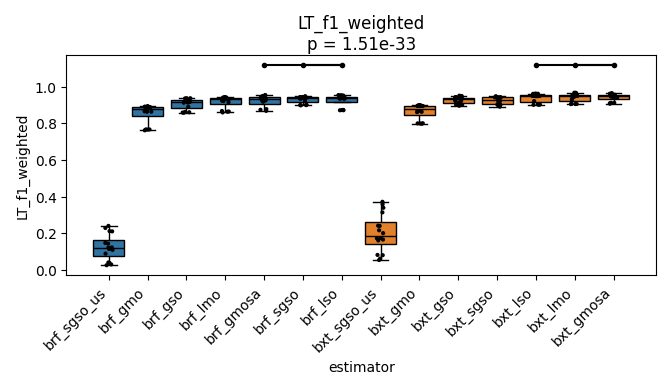 LT_f1_weighted
p = 1.51e-33
LT_f1_weighted
1.0
0.8
0.6
0.4
0.2
0.0
brf_sgso_us
brf_gmo
brf_gso
brf_lmo
brf_gmosa
brf_sgso
brf_lso
bxt_sgso_us
bxt_gmo
bxt_gso
bxt_sgso
bxt_lso
bxt_lmo
bxt_gmosa
estimator